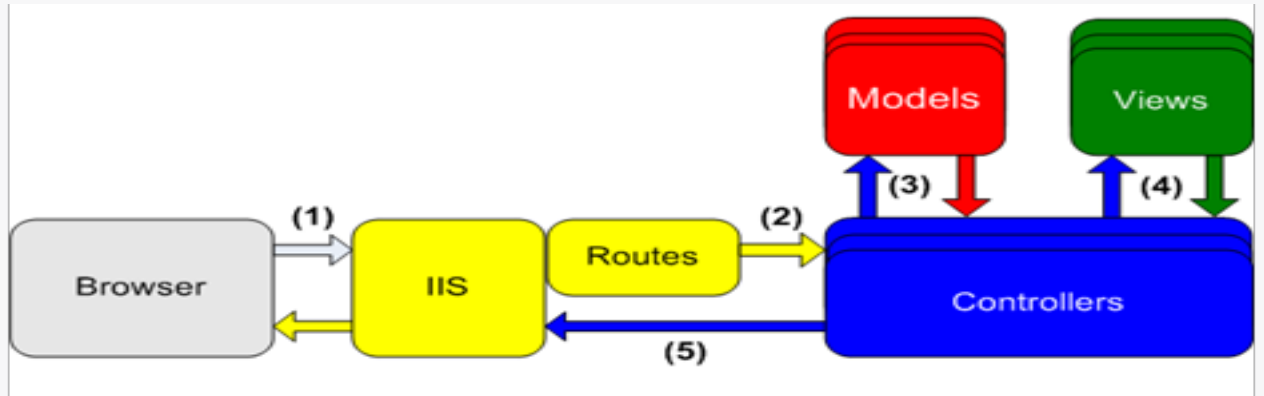 Models
Views
(3)
(4)
(1)
(2)
Browser
IIS
Routes
Controllers
(5)